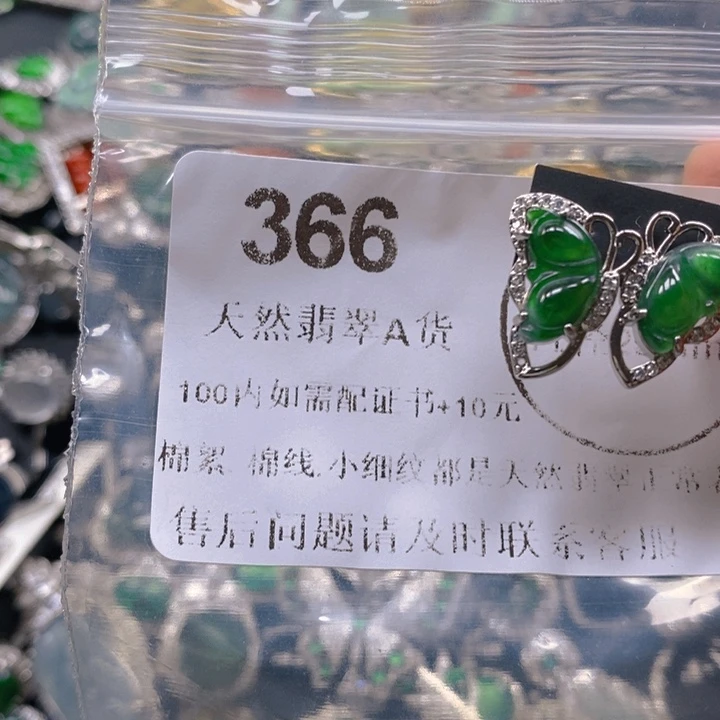 366
天然翡翠A货
100内如需配证书+10元
棉絮 棉线.小细纹都是天然翡翠正常
售后问题请及时联系客服